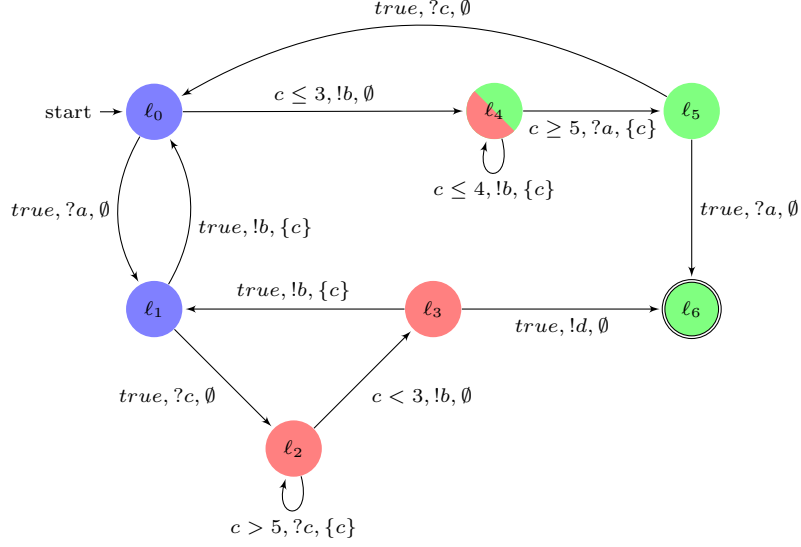 true, ?c, ∅
start
ℓ₀
c ≤ 3, !b, ∅
ℓ₄
c ≥ 5, ?a, {c}
ℓ₅
c ≤ 4, !b, {c}
true, ?a, ∅
true, !b, {c}
true, ?a, ∅
ℓ₁
true, !b, {c}
ℓ₃
true, !d, ∅
ℓ₆
true, ?c, ∅
c < 3, !b, ∅
ℓ₂
c > 5, ?c, {c}